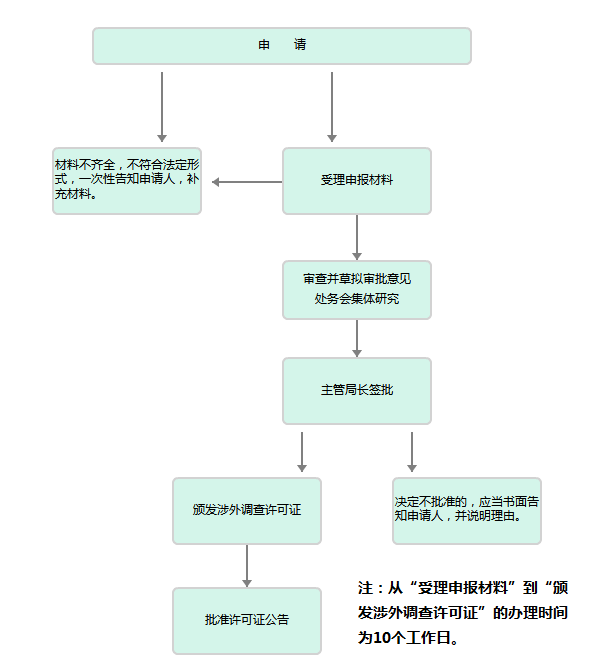 申 请
材料不齐全，不符合法定形
式，一次性告知申请人，补
充材料。
受理申报材料
审查并草拟审批意见
处务会集体研究
主管局长签批
颁发涉外调查许可证
决定不批准的，应当书面告
知申请人，并说明理由。
批准许可证公告
注：从“受理申报材料”到“颁
发涉外调查许可证”的办理时间
为10个工作日。